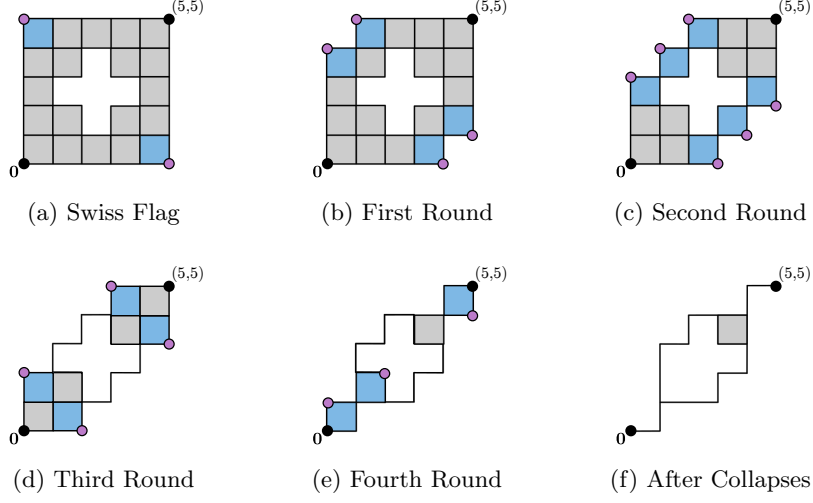 (5,5)
(5,5)
(5,5)
0
0
0
(a) Swiss Flag
(b) First Round
(c) Second Round
(5,5)
(5,5)
(5,5)
0
0
0
(d) Third Round
(e) Fourth Round
(f) After Collapses